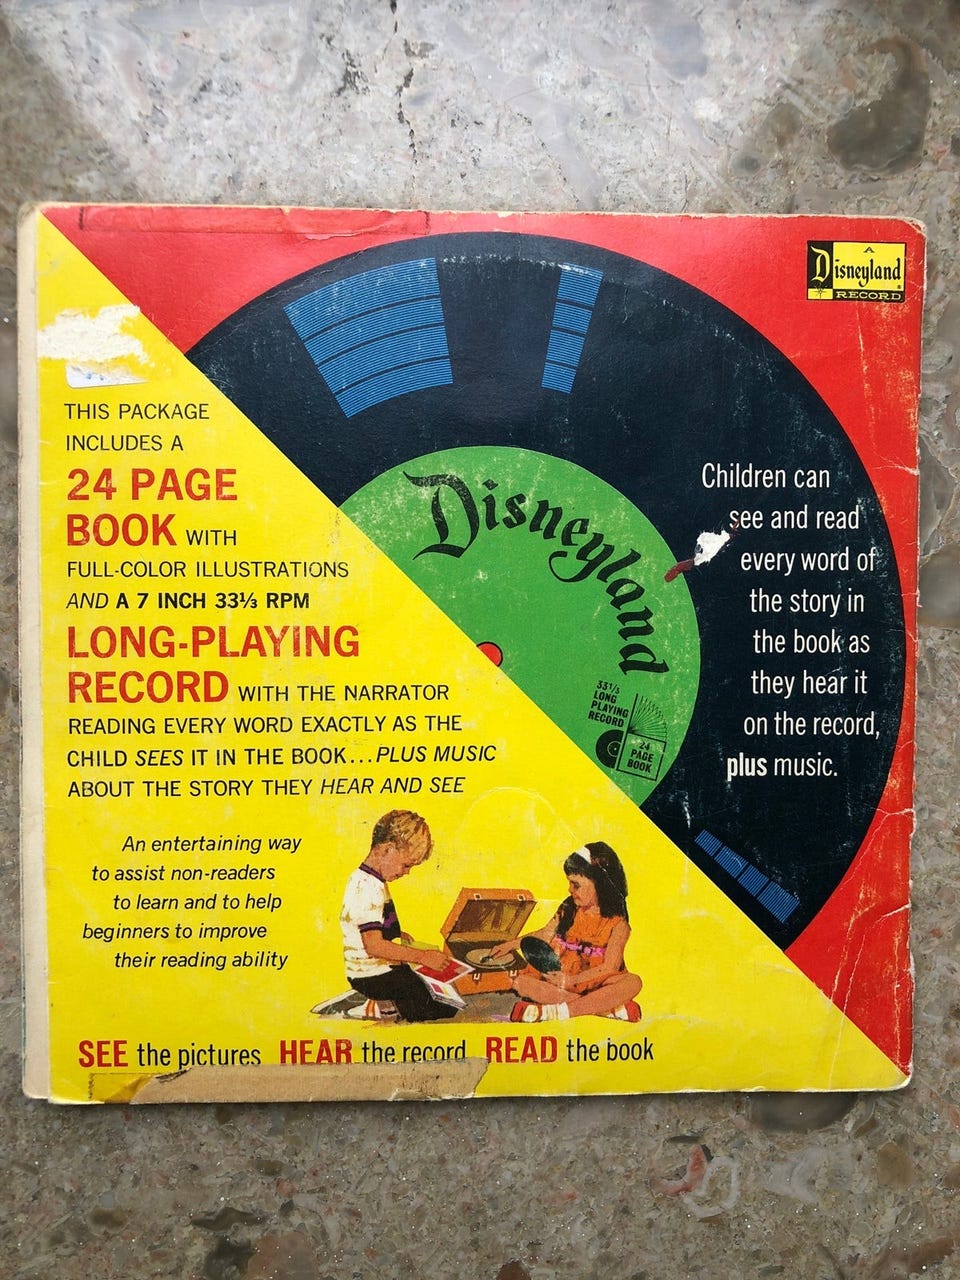 A
Disneyland
RECORD
THIS PACKAGE
INCLUDES A
24 PAGE
BOOK WITH
FULL-COLOR ILLUSTRATIONS
AND A 7 INCH 33⅓ RPM
LONG-PLAYING
RECORD WITH THE NARRATOR
READING EVERY WORD EXACTLY AS THE
CHILD SEES IT IN THE BOOK...PLUS MUSIC
ABOUT THE STORY THEY HEAR AND SEE
An entertaining way
to assist non-readers
to learn and to help
beginners to improve
their reading ability
SEE the pictures HEAR the record READ the book
Disneyland
33⅓
LONG
PLAYING
RECORD
24
PAGE
BOOK
Children can
see and read
every word of
the story in
the book as
they hear it
on the record,
plus music.